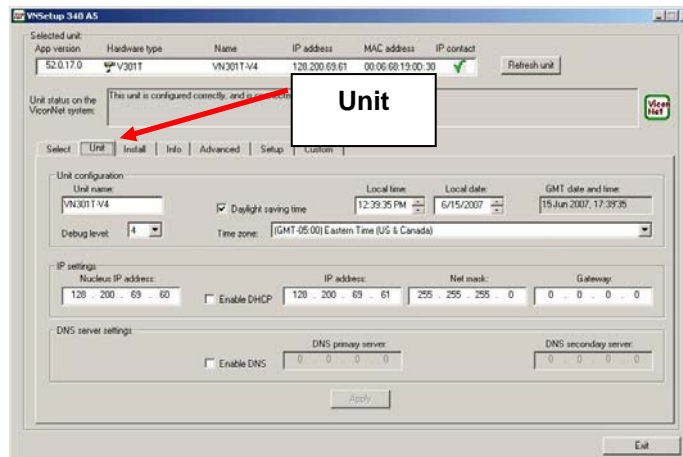 VNSetup 340 A5
Selected unit:
App version Hardware type Name IP address MAC address IP contact
52.0.17.0 V301T VN301T-V4 128.200.69.61 00:06:68:19:00:30 Refresh unit
Unit status on the ViconNet system:
This unit is configured correctly, and is connected
Unit
Vicon Net
Select Unit Install Info Advanced Setup Custom
Unit configuration
Unit name: Local time: Local date: GMT date and time:
VN301T-V4 Daylight saving time 12:39:35 PM 6/15/2007 15 Jun 2007, 17:39:35
Debug level: 4 Time zone: (GMT-05:00) Eastern Time (US & Canada)
IP settings
Nucleus IP address: IP address: Net mask: Gateway:
128 . 200 . 69 . 60 Enable DHCP 128 . 200 . 69 . 61 255 . 255 . 255 . 0 0 . 0 . 0 . 0
DNS server settings
DNS primary server: DNS secondary server:
Enable DNS 0 . 0 . 0 . 0 0 . 0 . 0 . 0
Apply
Exit